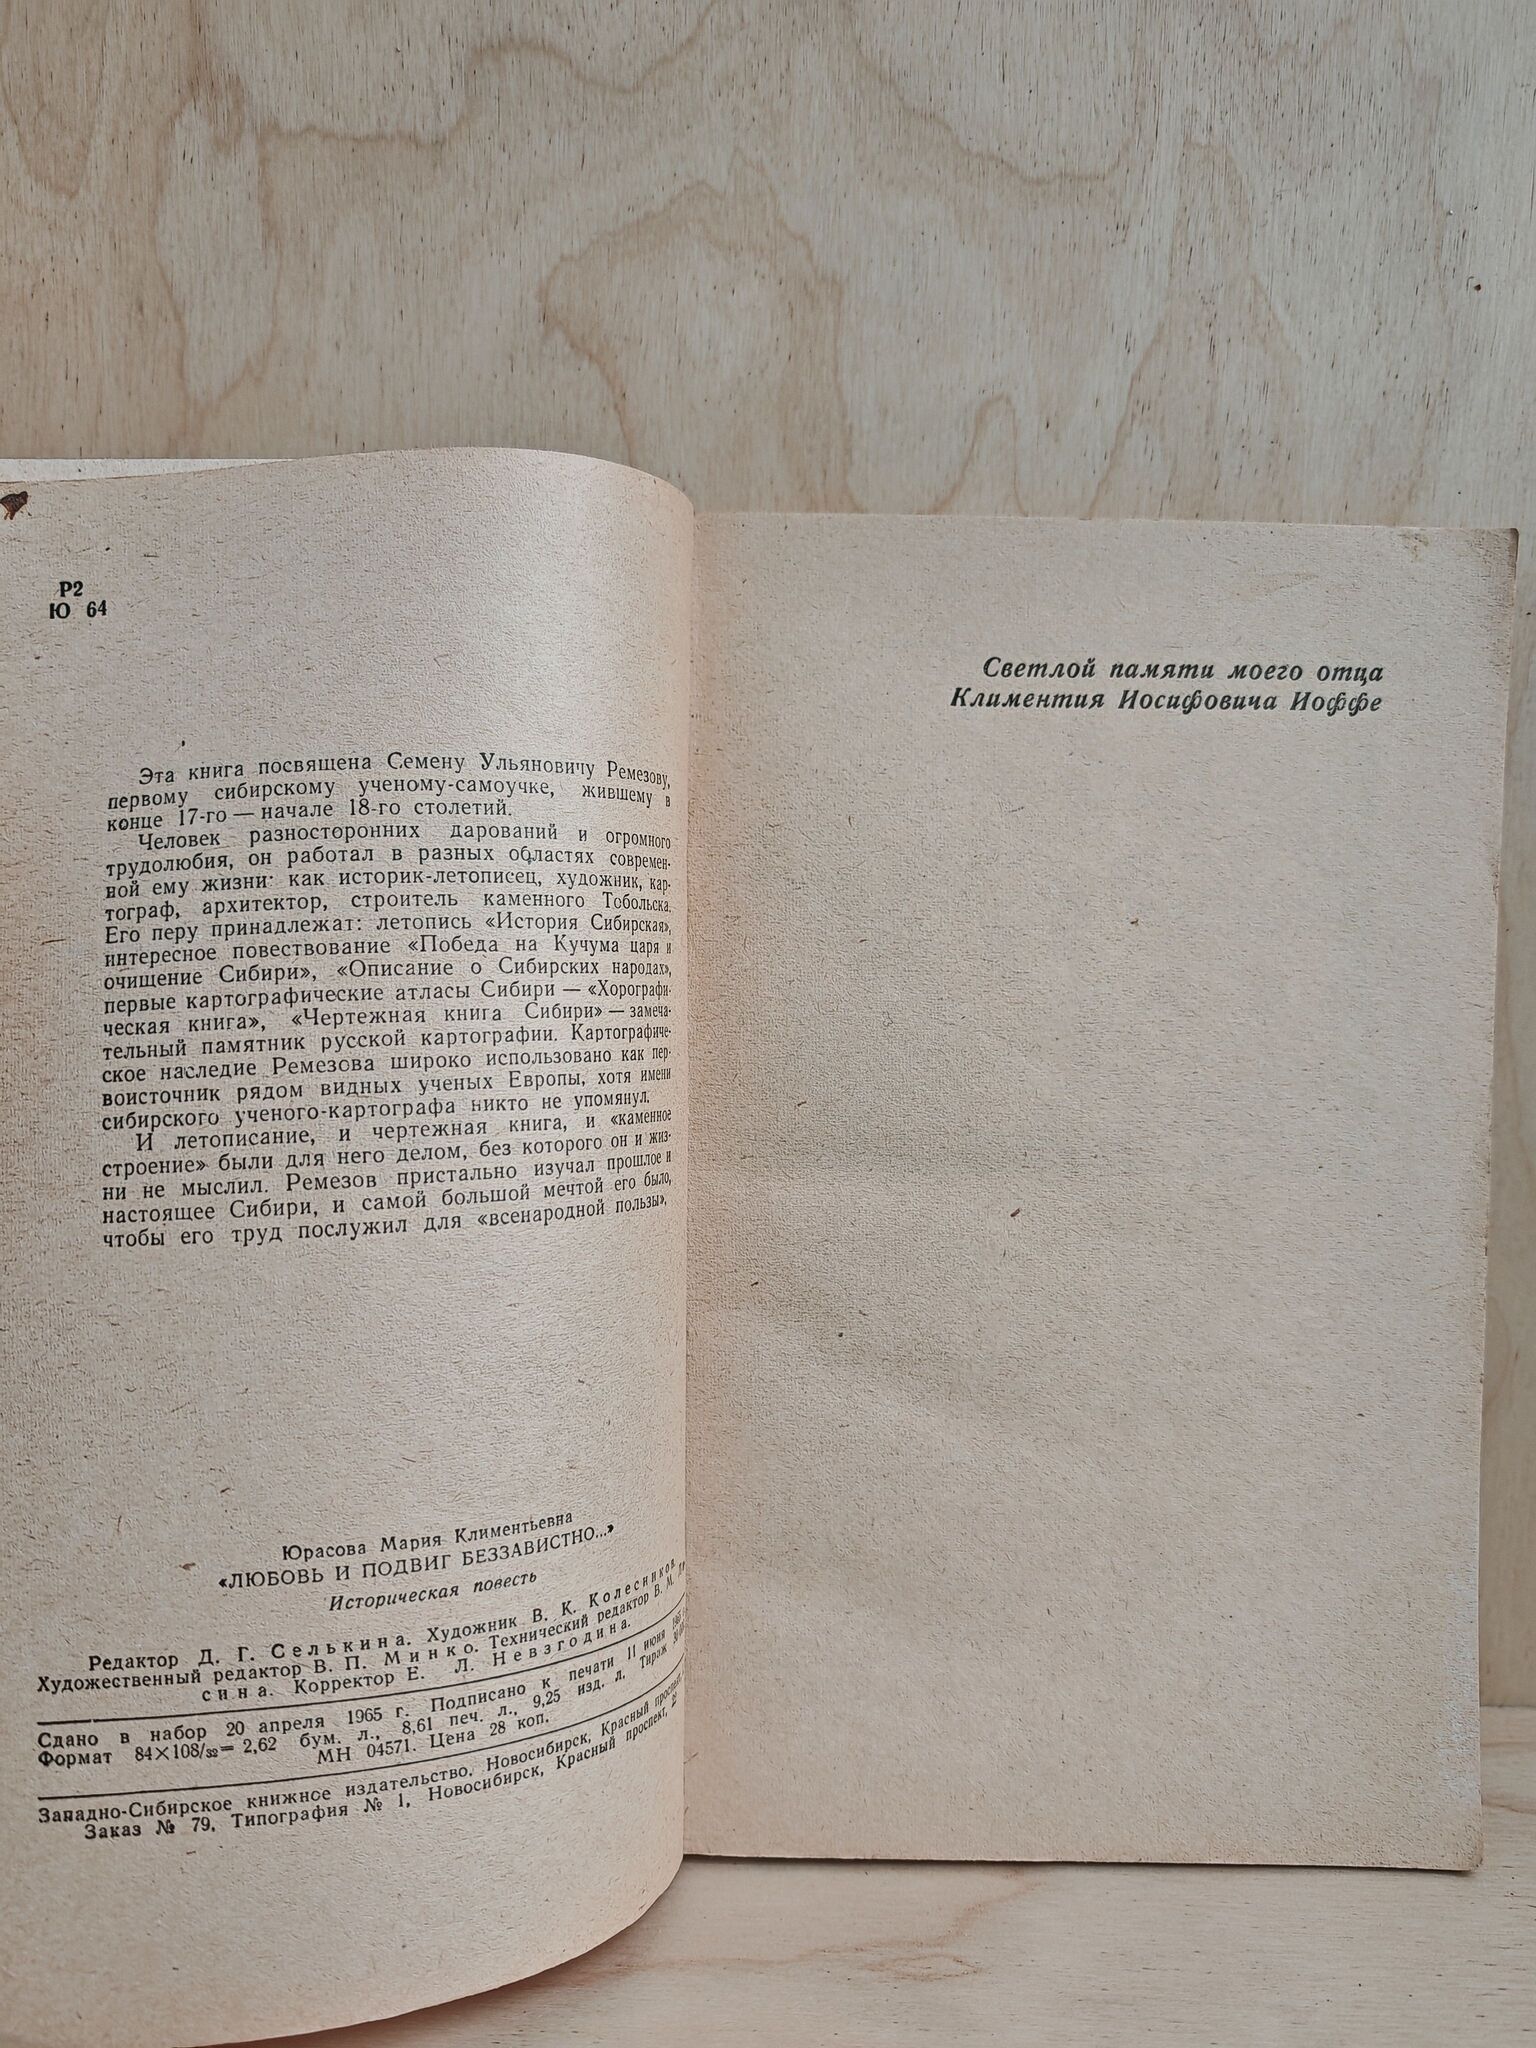 Р2
Ю 64
Эта книга посвящена Семену Ульяновичу Ремезову,
первому сибирскому ученому-самоучке, жившему в
конце 17-го — начале 18-го столетий.
Человек разносторонних дарований и огромного
трудолюбия, он работал в разных областях современ-
ной ему жизни: как историк-летописец, художник, кар-
тограф, архитектор, строитель каменного Тобольска.
Его перу принадлежат: летопись «История Сибирская»,
интересное повествование «Победа на Кучума царя и
очищение Сибири», «Описание о Сибирских народах»,
первые картографические атласы Сибири — «Хорографи-
ческая книга», «Чертежная книга Сибири» — замеча-
тельный памятник русской картографии. Картографиче-
ское наследие Ремезова широко использовано как пер-
воисточник рядом видных ученых Европы, хотя имени
сибирского ученого-картографа никто не упомянул.
И летописание, и чертежная книга, и «каменное
строение» были для него делом, без которого он и жиз-
ни не мыслил. Ремезов пристально изучал прошлое и
настоящее Сибири, и самой большой мечтой его было,
чтобы его труд послужил для «всенародной пользы»,
Юрасова Мария Климентьевна
«ЛЮБОВЬ И ПОДВИГ БЕЗЗАВИСТНО...»
Историческая повесть
Редактор Д. Г. Селькина. Художник В. К. Колесников.
Художественный редактор В. П. Минко. Технический редактор В. М.
сина. Корректор Е. Л. Невзгодина.
Сдано в набор 20 апреля 1965 г. Подписано к печати 11 июня
Формат 84×108/32= 2,62 бум. л., 8,61 печ. л., 9,25 изд. л. Тираж
МН 04571. Цена 28 коп.
Западно-Сибирское книжное издательство. Новосибирск, Красный проспект,
Заказ № 79. Типография № 1, Новосибирск, Красный проспект,
Светлой памяти моего отца
Климентия Иосифовича Иоффе